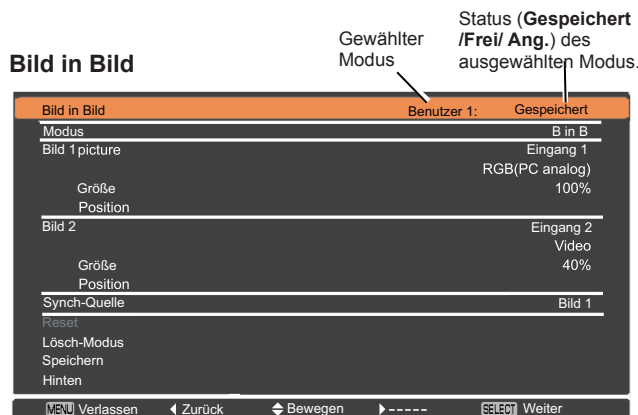 Bild in Bild
Gewählter
Modus
Status (Gespeichert
/Frei/ Ang.) des
ausgewählten Modus.
Bild in Bild Benutzer 1: Gespeichert
Modus B in B
Bild 1picture Eingang 1
RGB(PC analog)
Größe 100%
Position
Bild 2 Eingang 2
Video
Größe 40%
Position
Synch-Quelle Bild 1
Reset
Lösch-Modus
Speichern
Hinten
MENU Verlassen Zurück Bewegen ----- SELECT Weiter